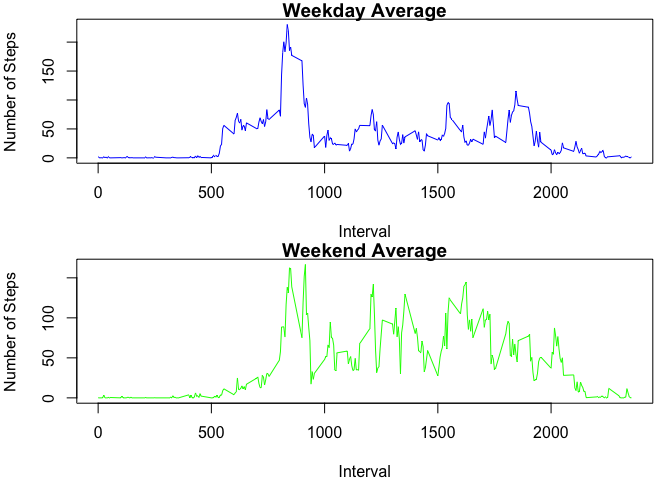 Weekday Average
Number of Steps
0 50 150
0 500 1000 1500 2000
Interval
Weekend Average
Number of Steps
0 50 100
0 500 1000 1500 2000
Interval